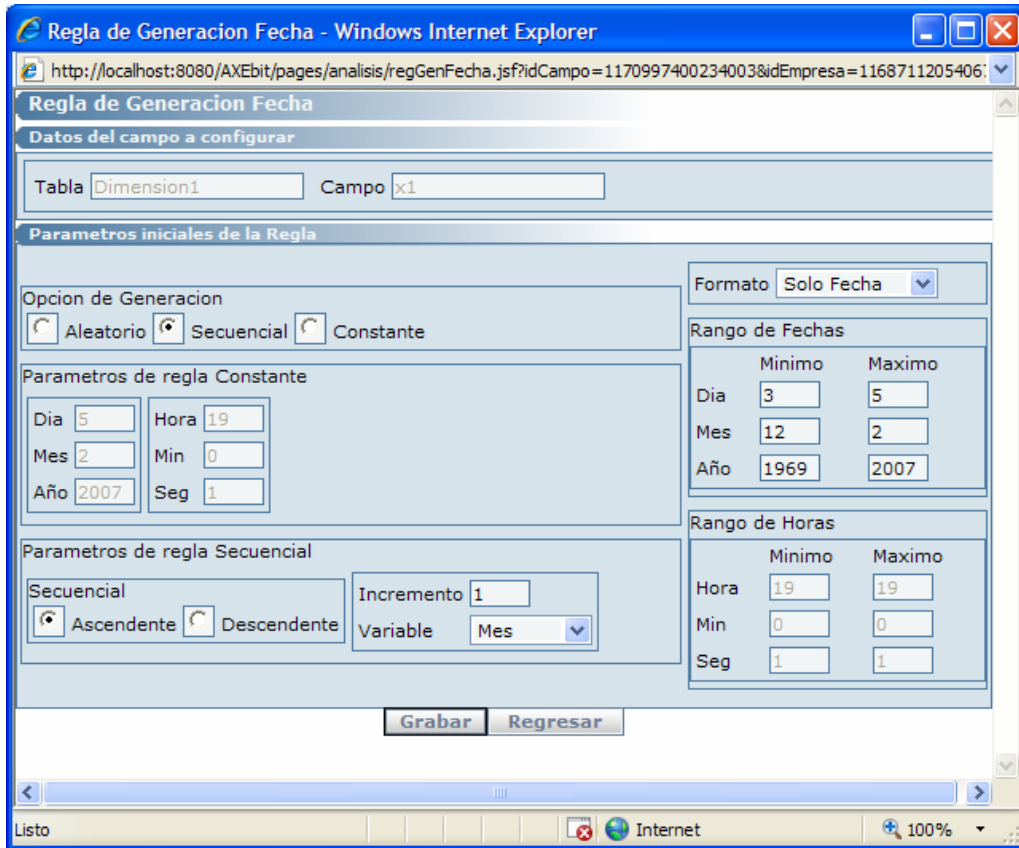 Regla de Generacion Fecha - Windows Internet Explorer
http://localhost:8080/AXEbit/pages/analisis/regGenFecha.jsf?idCampo=1170997400234003&idEmpresa=11687112054061
Regla de Generacion Fecha
Datos del campo a configurar
Tabla Dimension1 Campo x1
Parametros iniciales de la Regla
Opcion de Generacion
Aleatorio Secuencial Constante
Parametros de regla Constante
Dia 5 Hora 19
Mes 2 Min 0
Año 2007 Seg 1
Parametros de regla Secuencial
Secuencial
Ascendente Descendente
Incremento 1
Variable Mes
Formato Solo Fecha
Rango de Fechas
Minimo Maximo
Dia 3 5
Mes 12 2
Año 1969 2007
Rango de Horas
Minimo Maximo
Hora 19 19
Min 0 0
Seg 1 1
Grabar Regresar
Listo Internet 100%